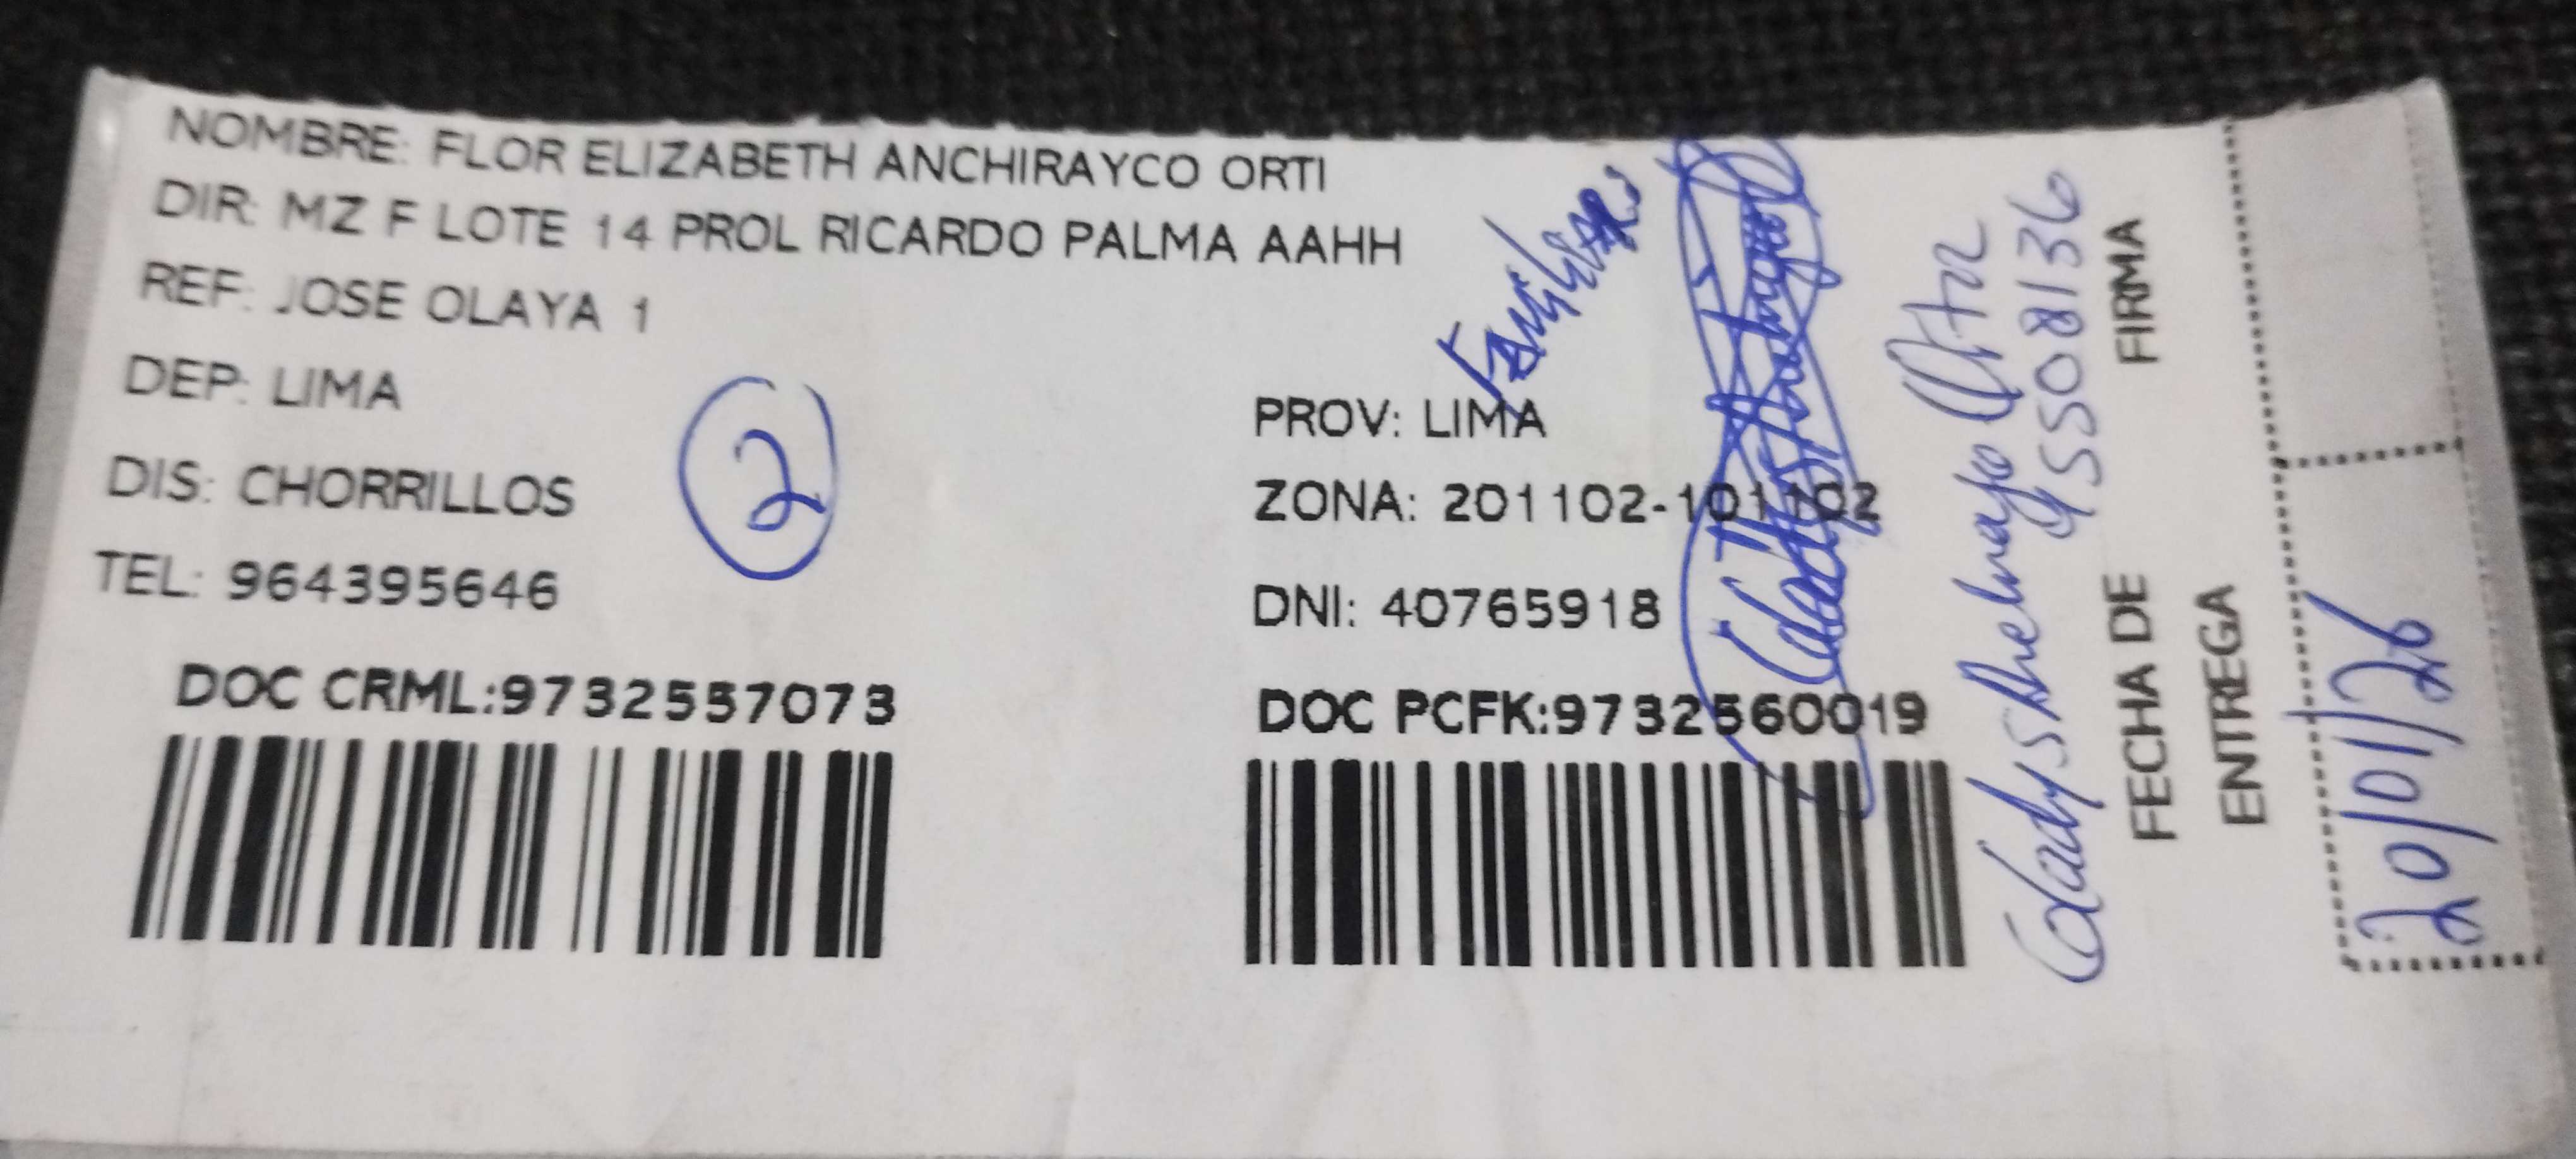 NOMBRE: FLOR ELIZABETH ANCHIRAYCO ORTI
DIR: MZ F LOTE 14 PROL RICARDO PALMA AAHH
REF: JOSE OLAYA 1
DEP: LIMA
PROV: LIMA
DIS: CHORRILLOS
2
ZONA: 201102-101102
TEL: 964395646
DNI: 40765918
DOC CRML:9732557073
DOC PCFK:9732560019
45508136
FIRMA
FECHA DE
ENTREGA
20/01/26